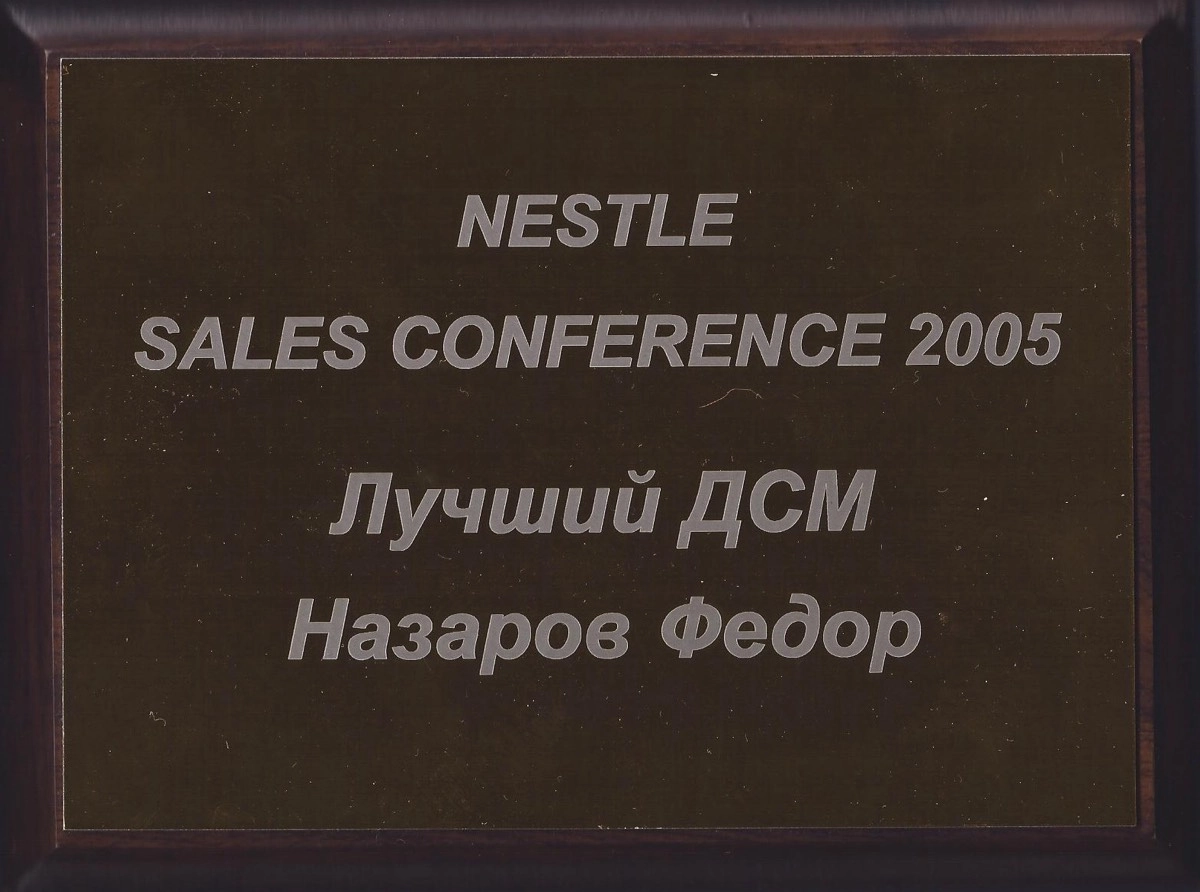 NESTLE
SALES CONFERENCE 2005
Лучший ДСМ
Назаров Федор